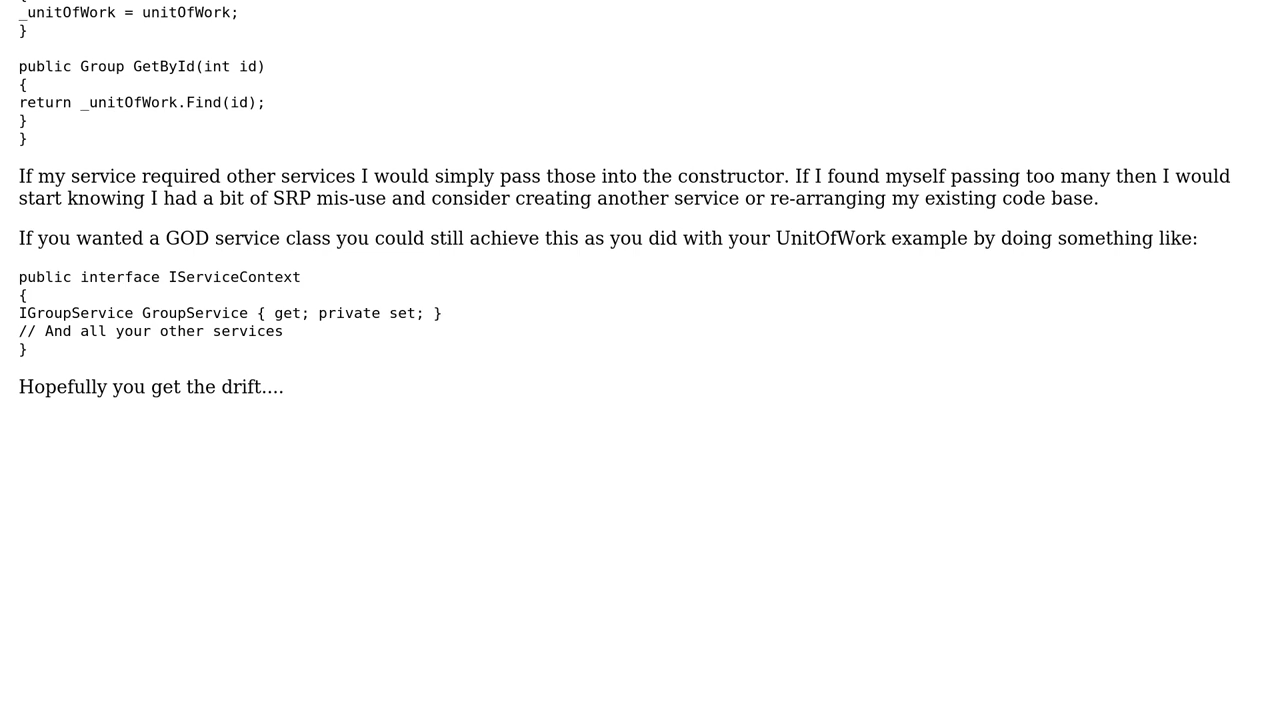 {
_unitOfWork = unitOfWork;
}
public Group GetById(int id)
{
return _unitOfWork.Find(id);
}
}
If my service required other services I would simply pass those into the constructor. If I found myself passing too many then I would
start knowing I had a bit of SRP mis-use and consider creating another service or re-arranging my existing code base.
If you wanted a GOD service class you could still achieve this as you did with your UnitOfWork example by doing something like:
public interface IServiceContext
{
IGroupService GroupService { get; private set; }
// And all your other services
}
Hopefully you get the drift....